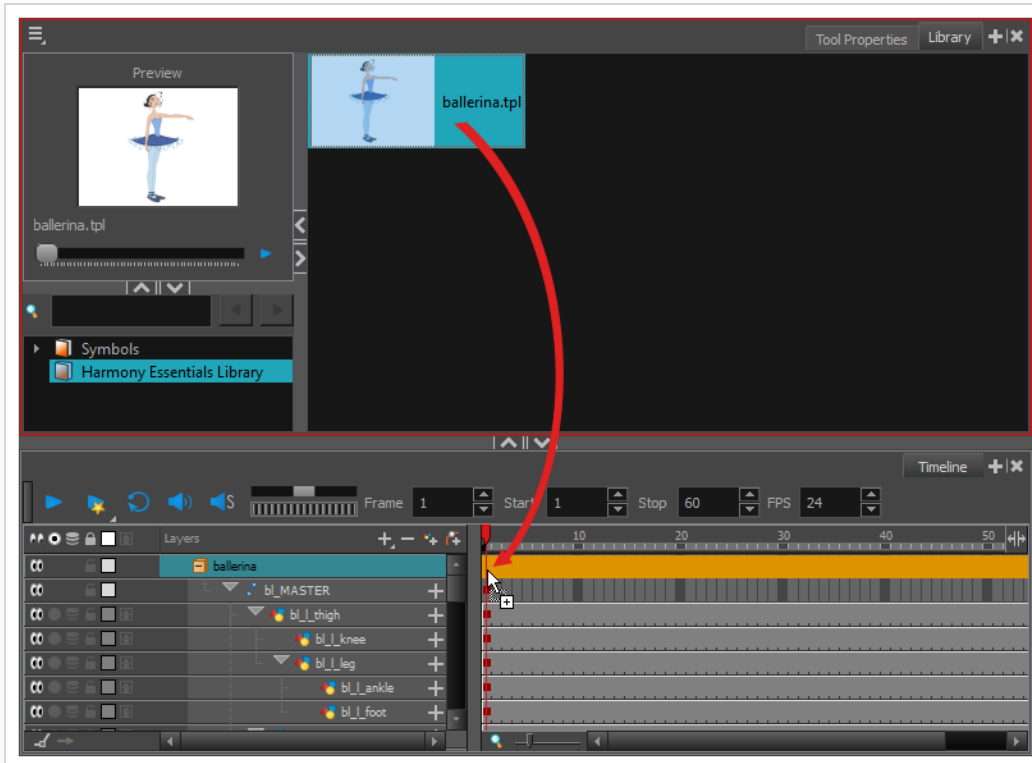 Tool Properties Library
Preview
ballerina.tpl
ballerina.tpl
Symbols
Harmony Essentials Library
Timeline
S Frame 1 Start 1 Stop 60 FPS 24
Layers 10 20 30 40 50
ballerina
bl_MASTER
bl_l_thigh
bl_l_knee
bl_l_leg
bl_l_ankle
bl_l_foot